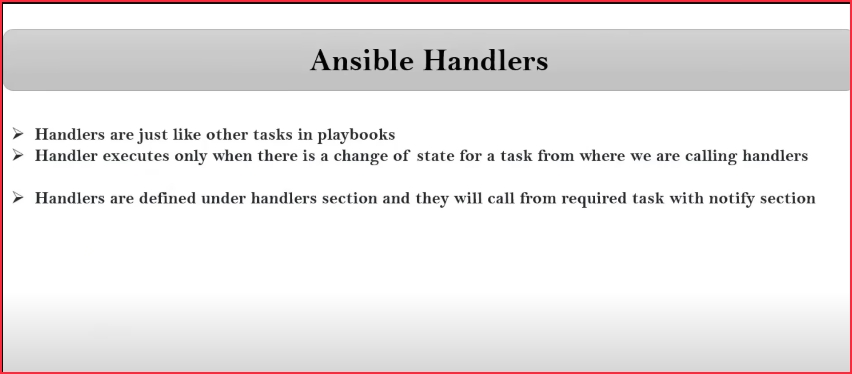 Ansible Handlers
➢ Handlers are just like other tasks in playbooks
➢ Handler executes only when there is a change of state for a task from where we are calling handlers
➢ Handlers are defined under handlers section and they will call from required task with notify section